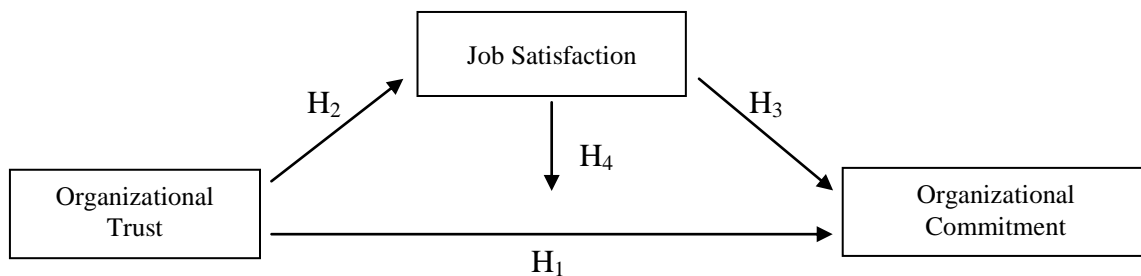 Job Satisfaction
H₂
H₃
H₄
Organizational
Trust
Organizational
Commitment
H₁